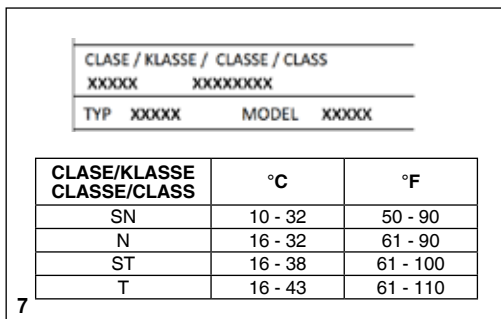 CLASE / KLASSE / CLASSE / CLASS
XXXXX XXXXXXXX
TYP XXXXX MODEL XXXXX
CLASE/KLASSE CLASSE/CLASS °C °F
SN 10 - 32 50 - 90
N 16 - 32 61 - 90
ST 16 - 38 61 - 100
T 16 - 43 61 - 110
7